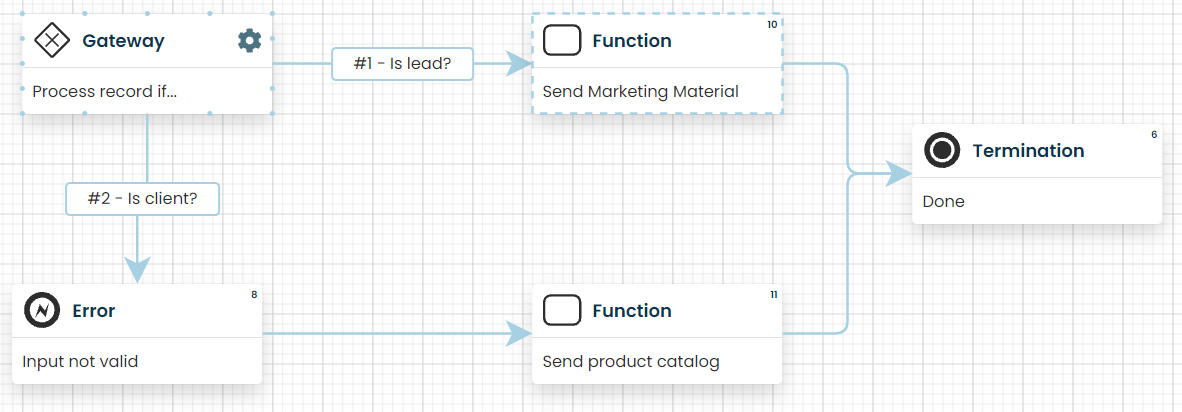 Gateway
Process record if...
#1 - Is lead?
10
Function
Send Marketing Material
6
Termination
Done
#2 - Is client?
8
Error
Input not valid
11
Function
Send product catalog